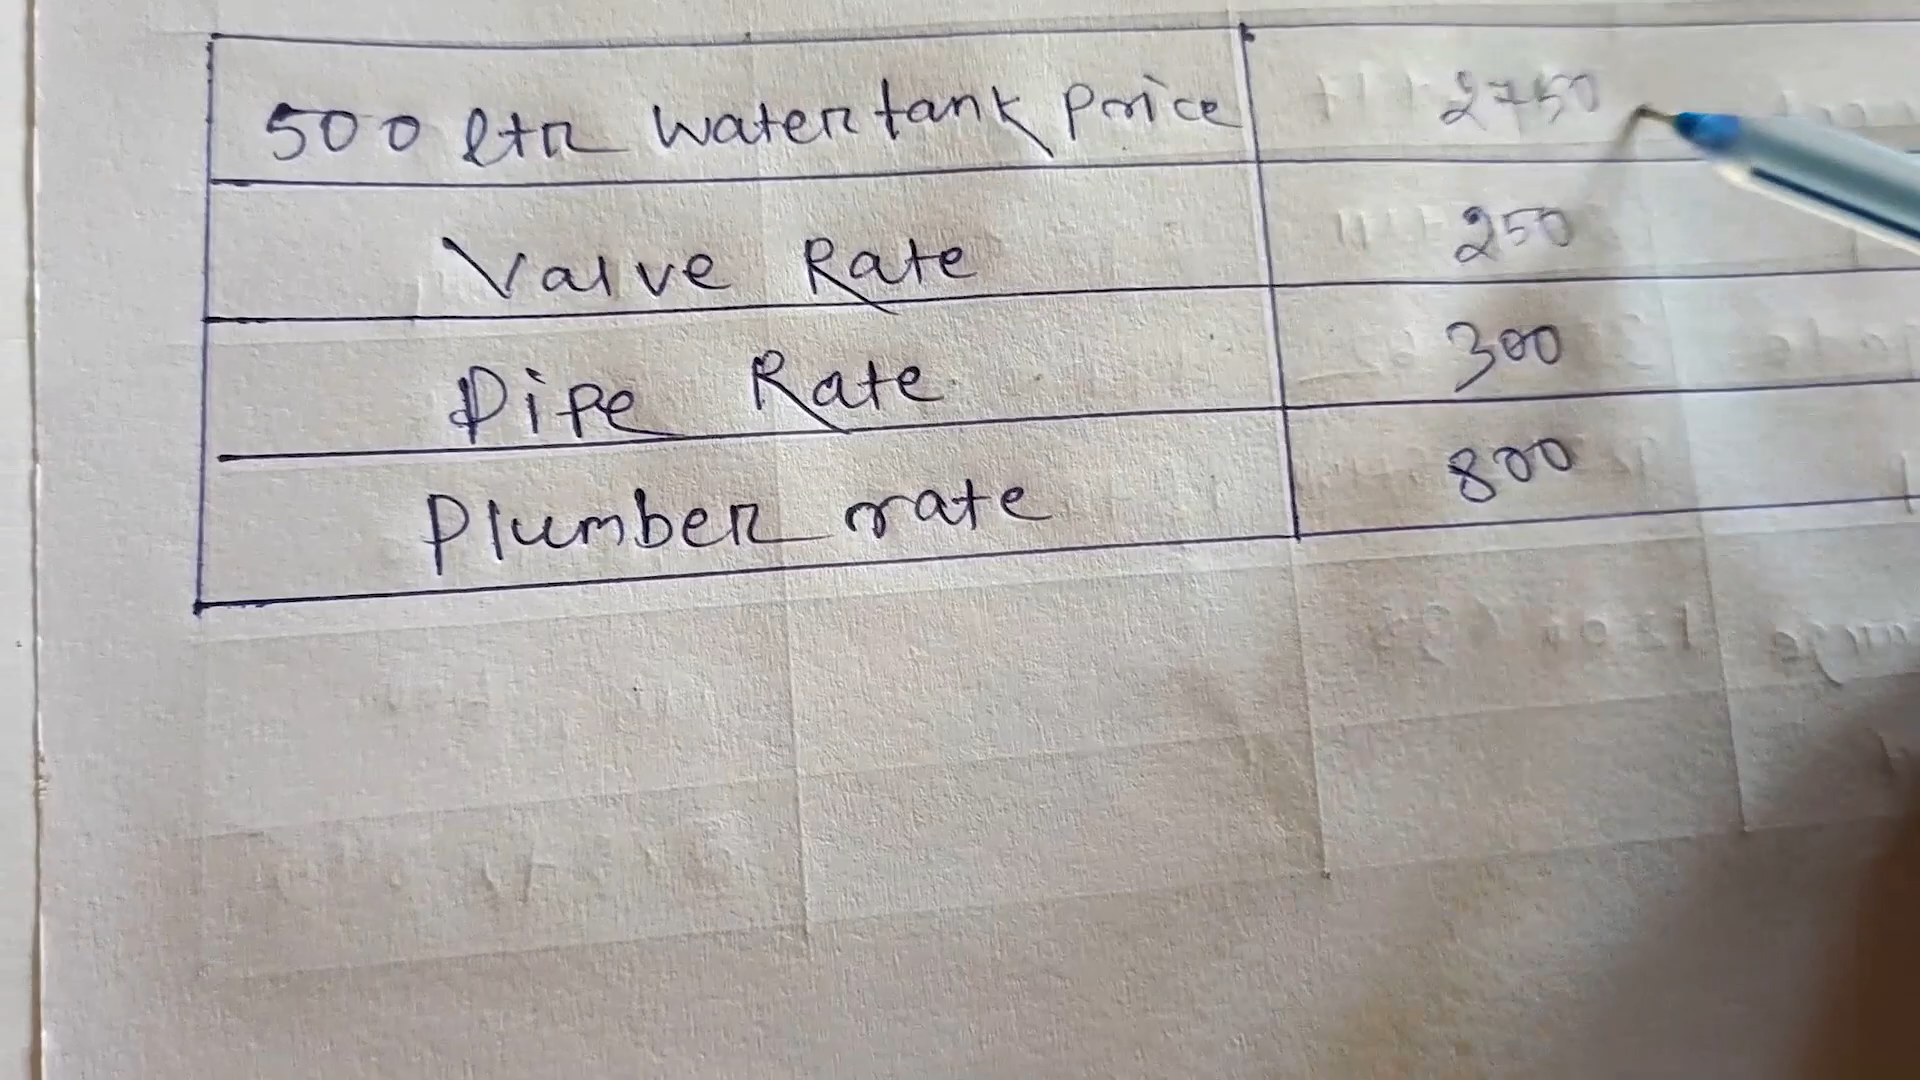 500 ltr water tank price 2750
Valve Rate 250
Pipe Rate 300
Plumber rate 800